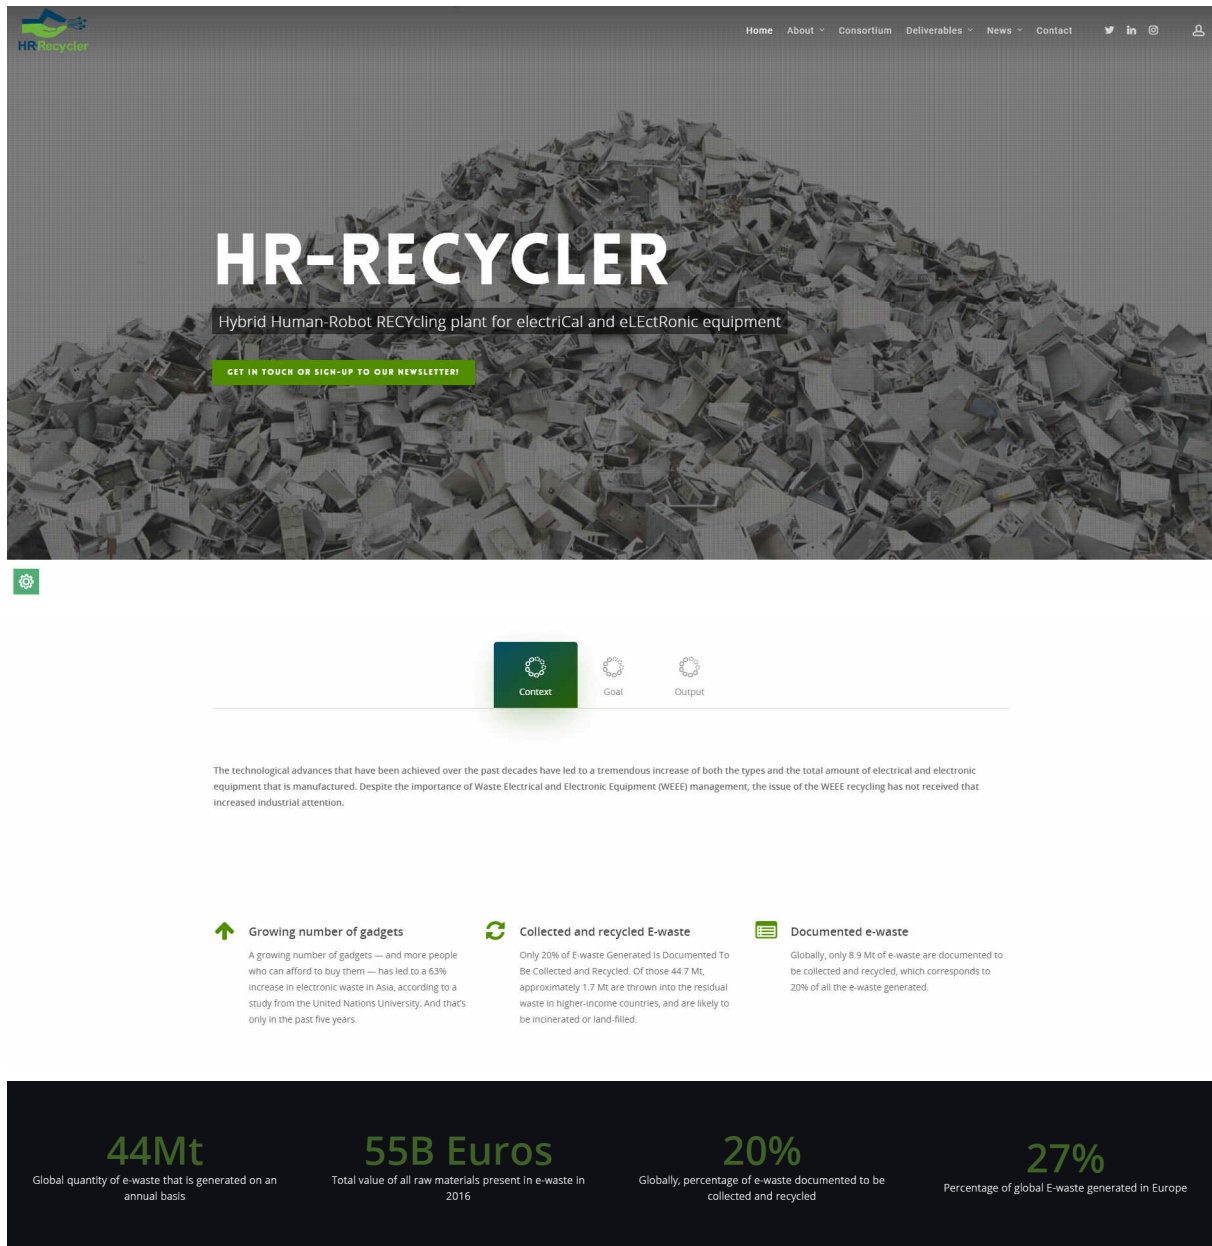 HR-Recycler
Home About Consortium Deliverables News Contact
HR-RECYCLER
Hybrid Human-Robot RECYcling plant for electriCal and eLEctRonic equipment
GET IN TOUCH OR SIGN-UP TO OUR NEWSLETTER!
Context Goal Output
The technological advances that have been achieved over the past decades have led to a tremendous increase of both the types and the total amount of electrical and electronic
equipment that is manufactured. Despite the importance of Waste Electrical and Electronic Equipment (WEEE) management, the issue of the WEEE recycling has not received that
increased industrial attention.
Growing number of gadgets
A growing number of gadgets — and more people
who can afford to buy them — has led to a 63%
increase in electronic waste in Asia, according to a
study from the United Nations University. And that's
only in the past five years.
Collected and recycled E-waste
Only 20% of E-waste Generated Is Documented To
Be Collected and Recycled. Of those 44.7 Mt,
approximately 1.7 Mt are thrown into the residual
waste in higher-income countries, and are likely to
be incinerated or land-filled.
Documented e-waste
Globally, only 8.9 Mt of e-waste are documented to
be collected and recycled, which corresponds to
20% of all the e-waste generated.
44Mt
Global quantity of e-waste that is generated on an
annual basis
55B Euros
Total value of all raw materials present in e-waste in
2016
20%
Globally, percentage of e-waste documented to be
collected and recycled
27%
Percentage of global E-waste generated in Europe